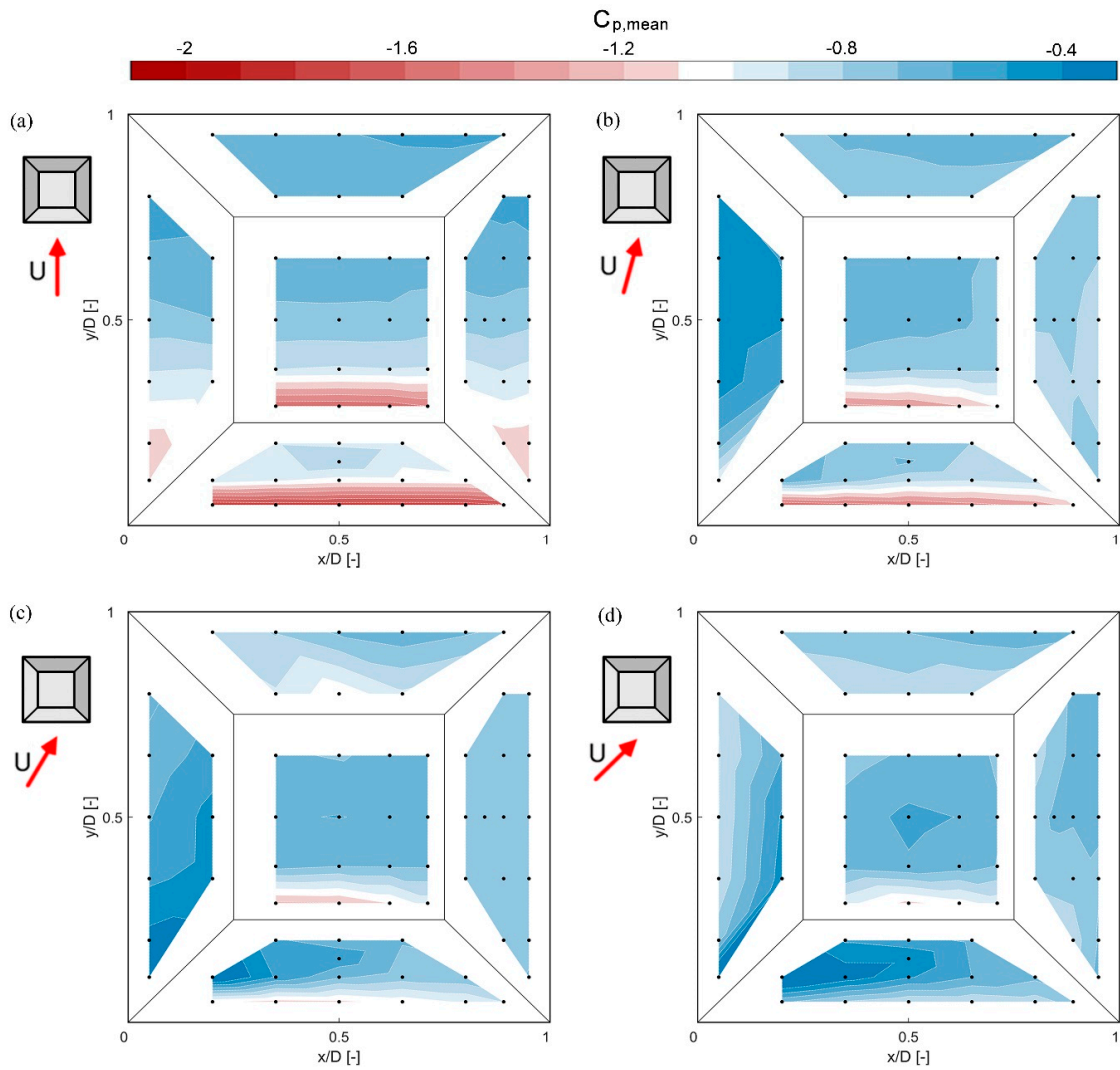 C p,mean
-2 -1.6 -1.2 -0.8 -0.4
(a) 1 (b) 1
U U
y/D [-] 0.5 y/D [-] 0.5
0 0.5 1 0 0.5 1
x/D [-] x/D [-]
(c) 1 (d) 1
U U
y/D [-] 0.5 y/D [-] 0.5
0 0.5 1 0 0.5 1
x/D [-] x/D [-]